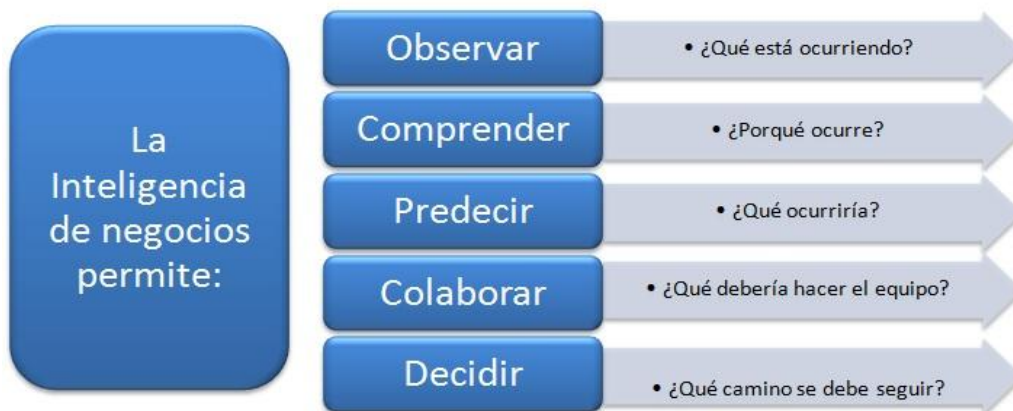 La
Inteligencia
de negocios
permite:
Observar
• ¿Qué está ocurriendo?
Comprender
• ¿Porqué ocurre?
Predecir
• ¿Qué ocurriría?
Colaborar
• ¿Qué debería hacer el equipo?
Decidir
• ¿Qué camino se debe seguir?